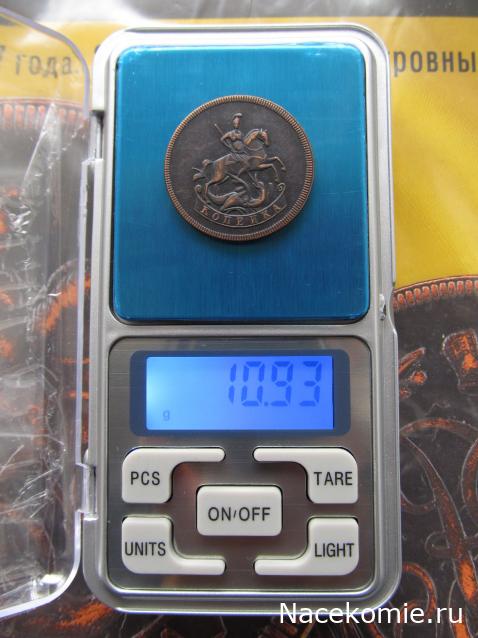 7 года.
ровны
КОПЕЙКА
10.93
g
PCS
TARE
ON/OFF
UNITS
LIGHT
Nacekomie.ru